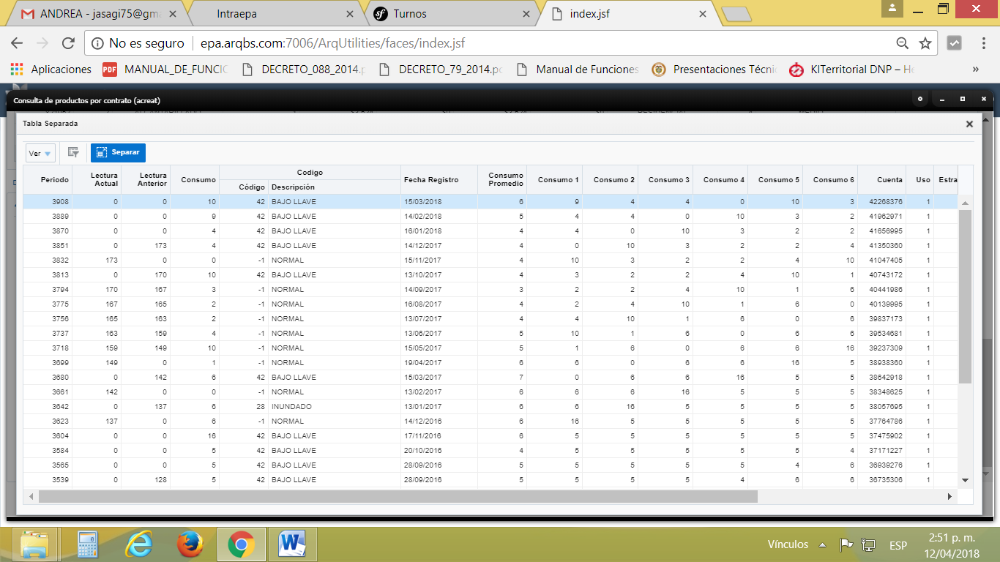 ANDREA - jasagi75@gma
Intraepa
Turnos
index.jsf
No es seguro epa.arqbs.com:7006/ArqUtilities/faces/index.jsf
Aplicaciones MANUAL_DE_FUNCIO DECRETO_088_2014.p DECRETO_79_2014.pd Manual de Funciones Presentaciones Técnic KITerritorial DNP – He »
Consulta de productos por contrato (acreat)
Tabla Separada
Ver Separar
Periodo Lectura Actual Lectura Anterior Consumo Codigo Código Descripción Fecha Registro Consumo Promedio Consumo 1 Consumo 2 Consumo 3 Consumo 4 Consumo 5 Consumo 6 Cuenta Uso Estra
3908 0 0 10 42 BAJO LLAVE 15/03/2018 6 9 4 4 0 10 3 42268376 1
3889 0 0 9 42 BAJO LLAVE 14/02/2018 5 4 4 0 10 3 2 41962971 1
3870 0 0 4 42 BAJO LLAVE 16/01/2018 4 4 0 10 3 2 2 41656995 1
3851 0 173 4 42 BAJO LLAVE 14/12/2017 4 0 10 3 2 2 4 41350360 1
3832 173 0 0 -1 NORMAL 15/11/2017 4 10 3 2 2 4 10 41047405 1
3813 0 170 10 42 BAJO LLAVE 13/10/2017 4 3 2 2 4 10 1 40743172 1
3794 170 167 3 -1 NORMAL 14/09/2017 3 2 2 4 10 1 6 40441986 1
3775 167 165 2 -1 NORMAL 16/08/2017 4 2 4 10 1 6 0 40139995 1
3756 165 163 2 -1 NORMAL 13/07/2017 4 4 10 1 6 0 6 39837173 1
3737 163 159 4 -1 NORMAL 13/06/2017 5 10 1 6 0 6 6 39534681 1
3718 159 149 10 -1 NORMAL 15/05/2017 5 1 6 0 6 6 16 39237309 1
3699 149 0 1 -1 NORMAL 19/04/2017 6 6 0 6 6 16 5 38938360 1
3680 0 142 6 42 BAJO LLAVE 15/03/2017 7 0 6 6 16 5 5 38642918 1
3661 142 0 0 -1 NORMAL 13/02/2017 6 6 6 16 5 5 5 38348625 1
3642 0 137 6 28 INUNDADO 13/01/2017 6 6 16 5 5 5 5 38057695 1
3623 137 0 6 -1 NORMAL 14/12/2016 6 16 5 5 5 5 5 37764786 1
3604 0 0 16 42 BAJO LLAVE 17/11/2016 6 5 5 5 5 5 5 37475902 1
3584 0 0 5 42 BAJO LLAVE 20/10/2016 4 5 5 5 5 5 4 37171227 1
3565 0 0 5 42 BAJO LLAVE 28/09/2016 5 5 5 5 5 4 6 36939276 1
3539 0 128 5 42 BAJO LLAVE 28/09/2016 5 5 5 5 4 6 6 36735306 1
Vínculos ESP 2:51 p. m.
12/04/2018